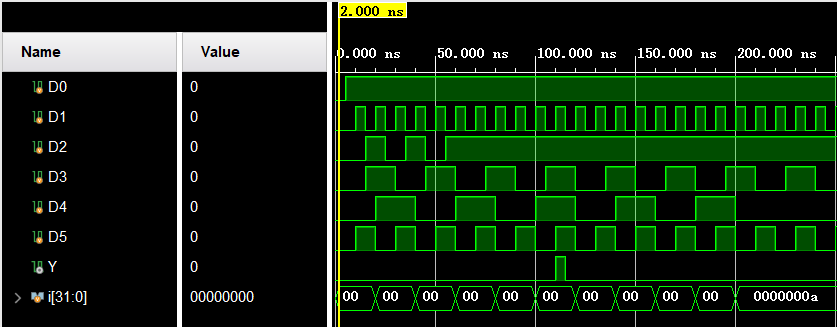 2.000 ns
Name Value 0.000 ns 50.000 ns 100.000 ns 150.000 ns 200.000 ns
D0 0
D1 0
D2 0
D3 0
D4 0
D5 0
Y 0
i[31:0] 00000000 00 00 00 00 00 00 00 00 00 00 0000000a